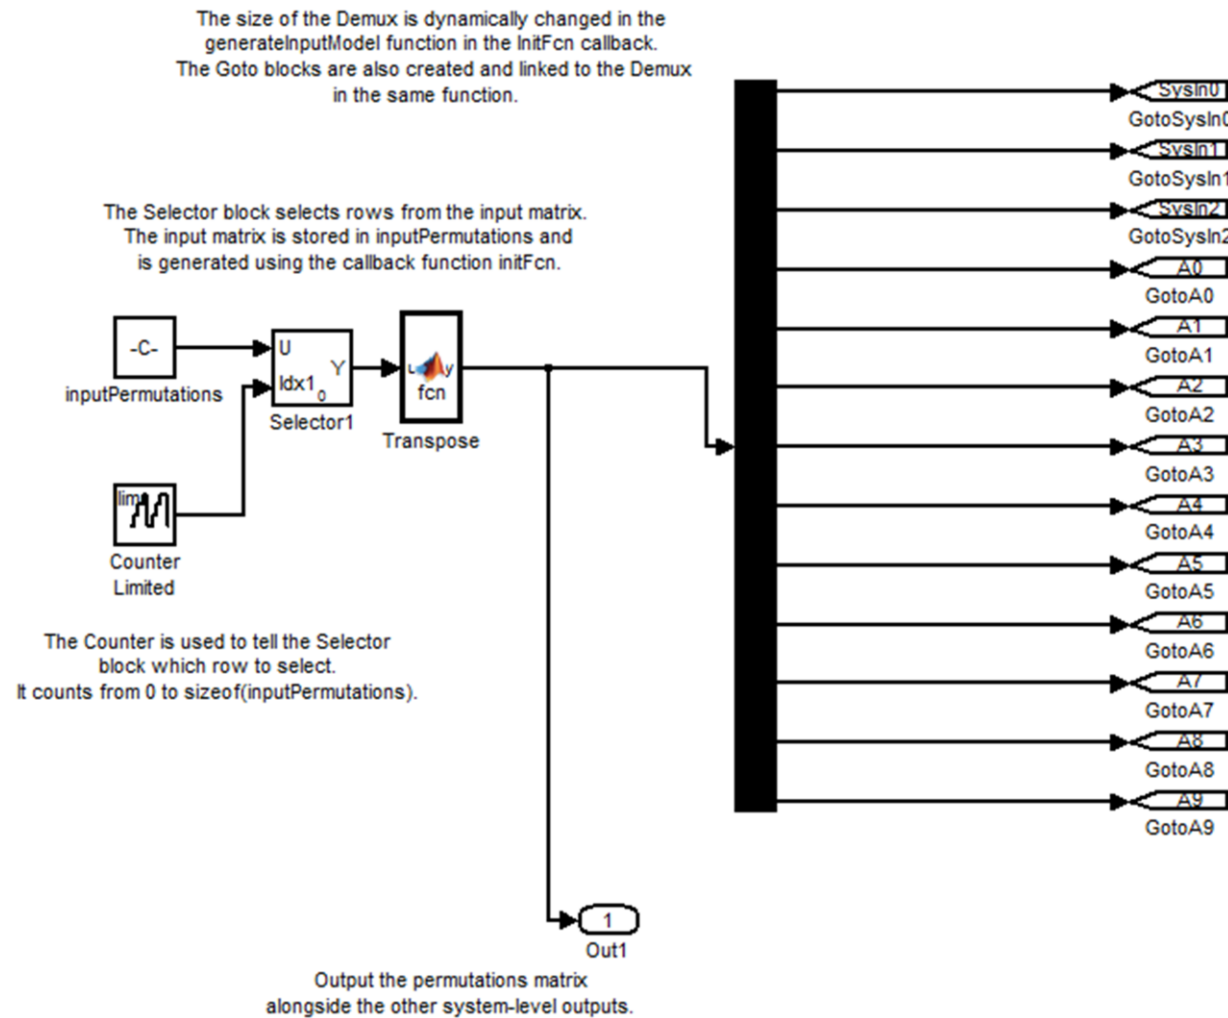 The size of the Demux is dynamically changed in the
generateInputModel function in the InitFcn callback.
The Goto blocks are also created and linked to the Demux
in the same function.
The Selector block selects rows from the input matrix.
The input matrix is stored in inputPermutations and
is generated using the callback function initFcn.
-C-
inputPermutations
U
Idx1
0
Y
Selector1
fcn
y
Transpose
lim
Counter
Limited
The Counter is used to tell the Selector
block which row to select.
It counts from 0 to sizeof(inputPermutations).
1
Out1
Output the permutations matrix
alongside the other system-level outputs.
SysIn0
GotoSysIn0
SysIn1
GotoSysIn1
SysIn2
GotoSysIn2
A0
GotoA0
A1
GotoA1
A2
GotoA2
A3
GotoA3
A4
GotoA4
A5
GotoA5
A6
GotoA6
A7
GotoA7
A8
GotoA8
A9
GotoA9